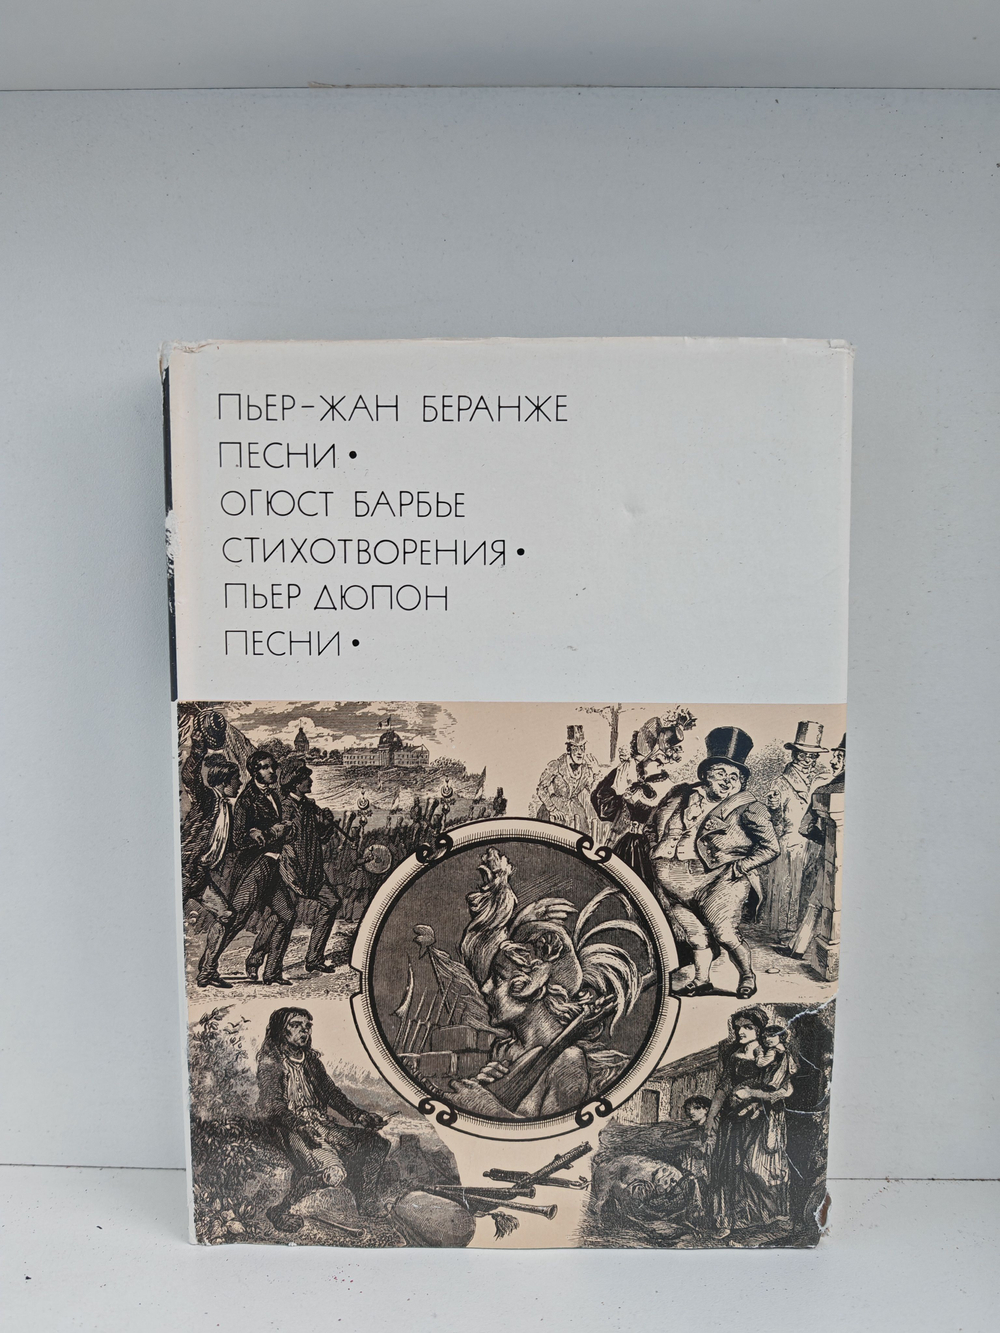 ПЬЕР-ЖАН БЕРАНЖЕ
ПЕСНИ •
ОГЮСТ БАРБЬЕ
СТИХОТВОРЕНИЯ •
ПЬЕР ДЮПОН
ПЕСНИ •